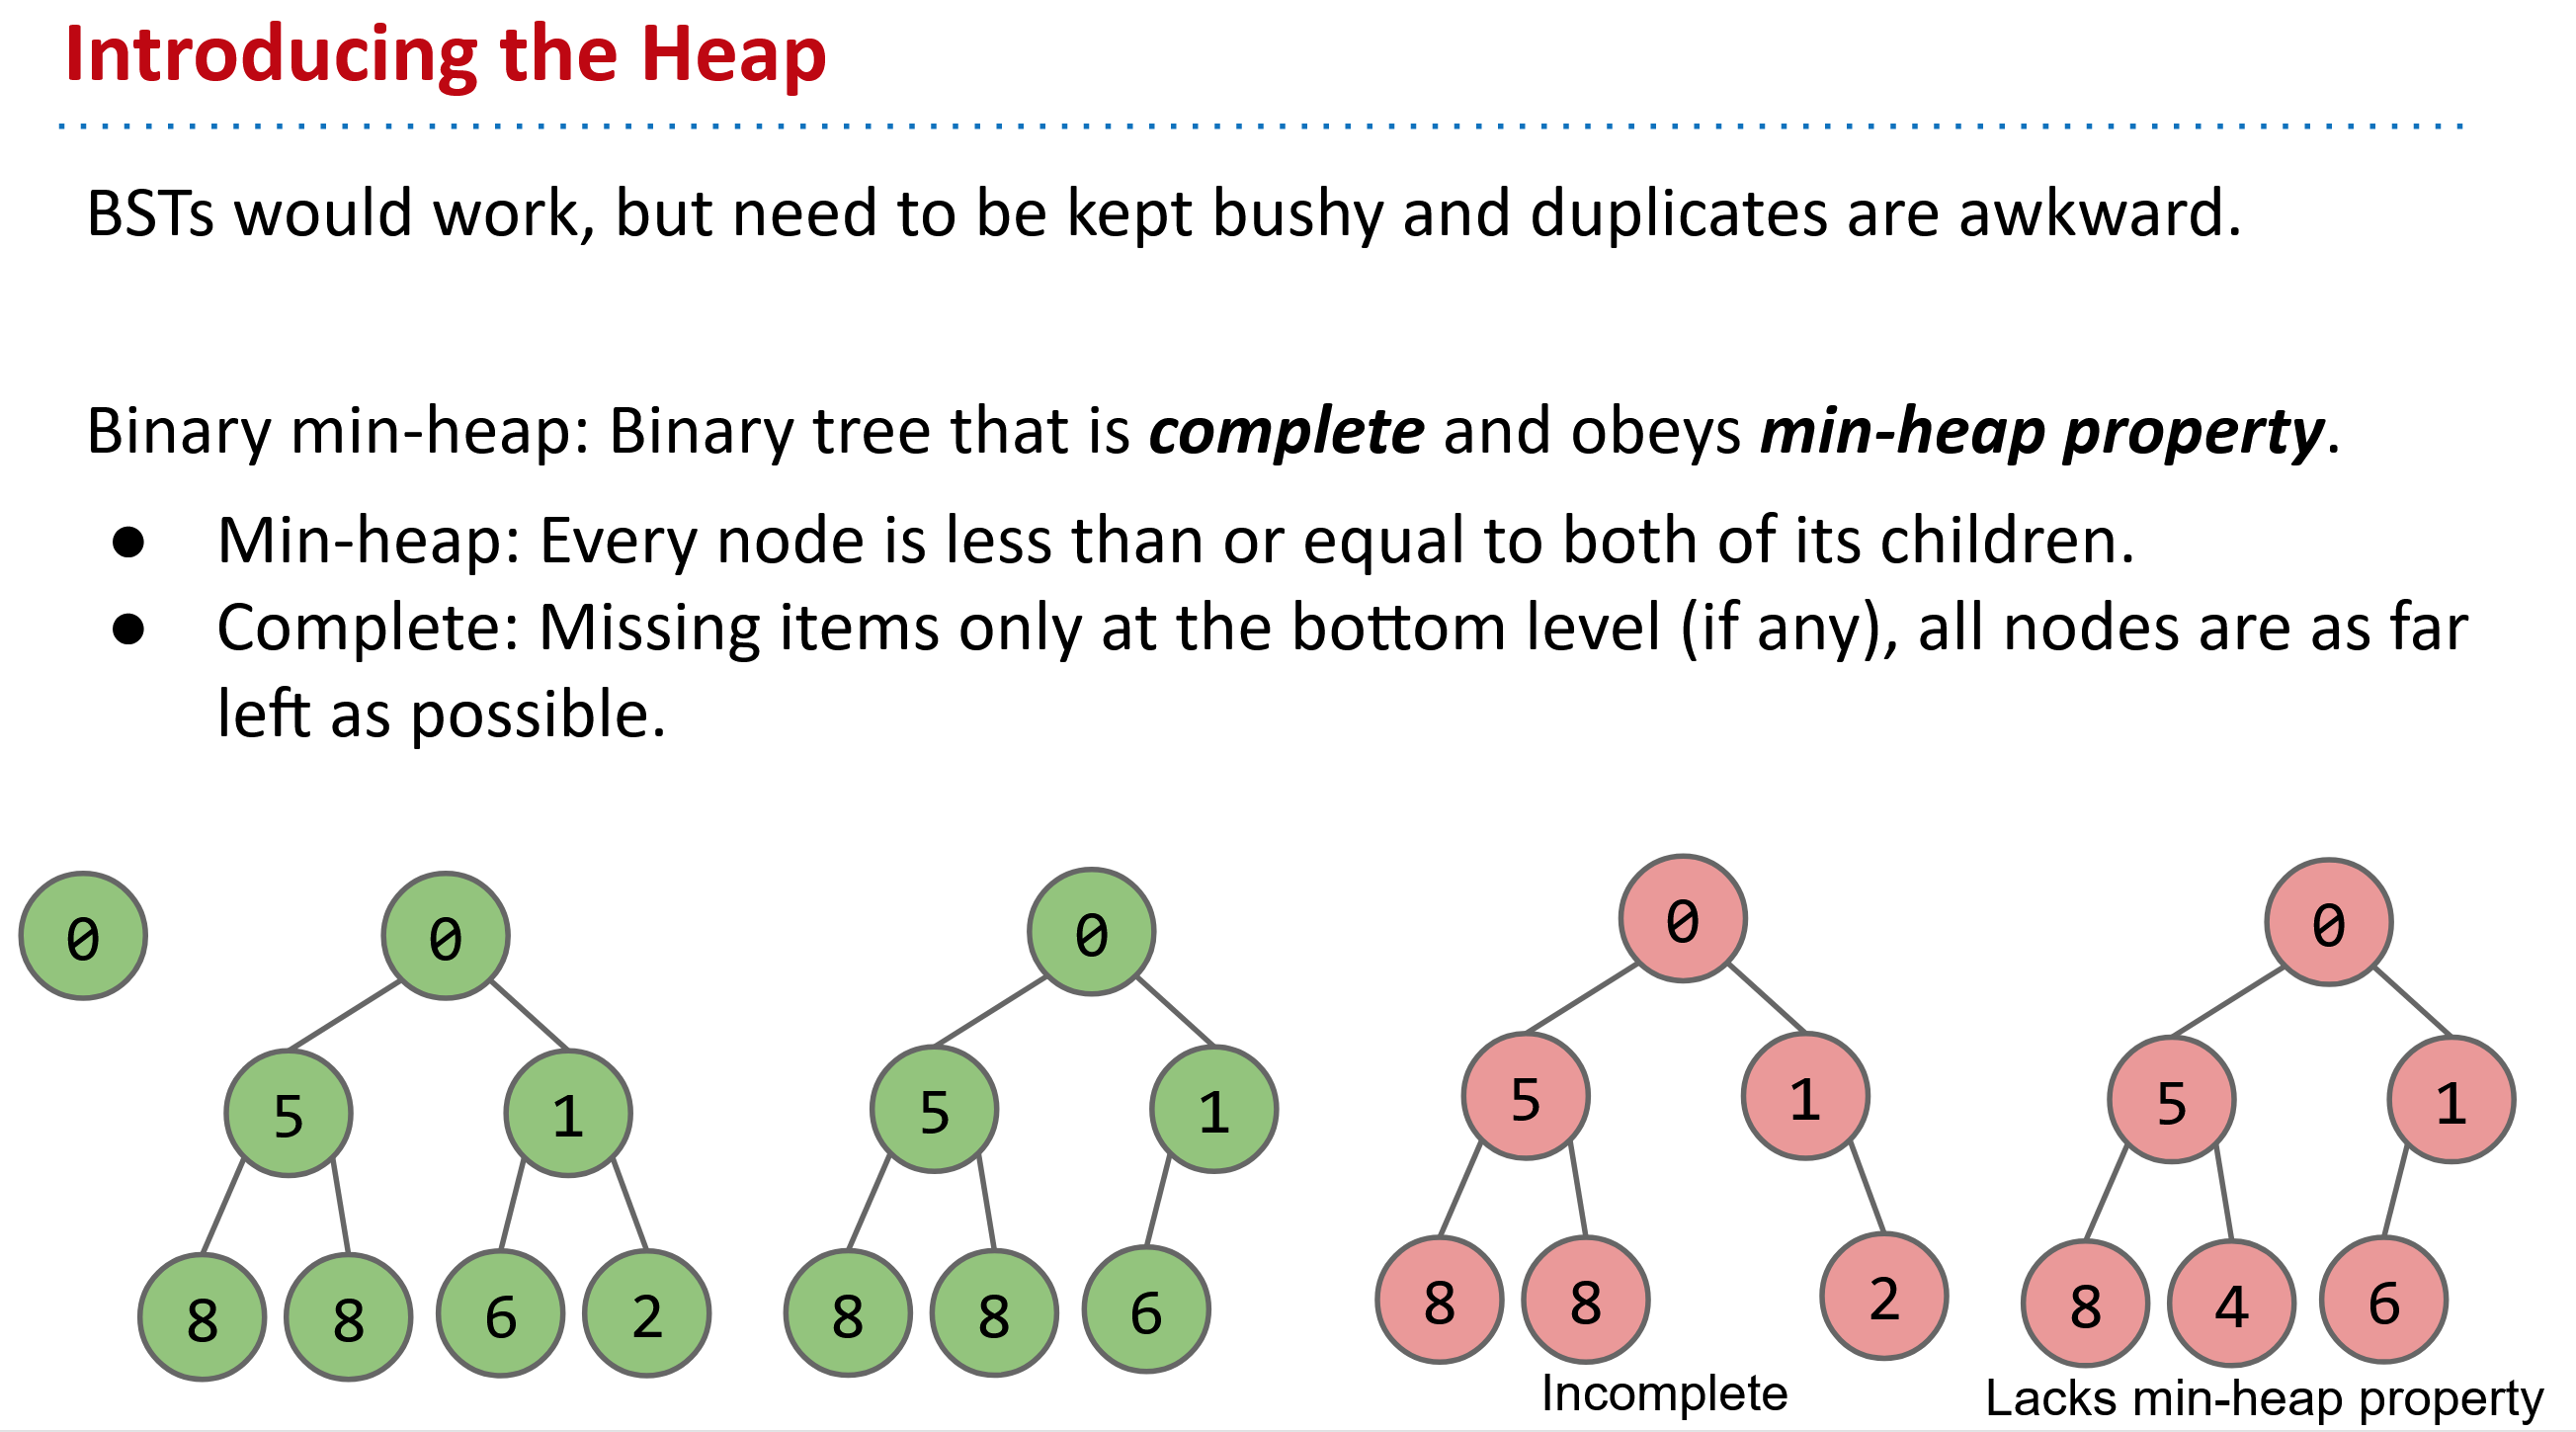 Introducing the Heap
BSTs would work, but need to be kept bushy and duplicates are awkward.
Binary min-heap: Binary tree that is complete and obeys min-heap property.
● Min-heap: Every node is less than or equal to both of its children.
● Complete: Missing items only at the bottom level (if any), all nodes are as far
left as possible.
0
0
5 1
8 8 6 2
0
5 1
8 8 6
0
5 1
8 8 2
Incomplete
0
5 1
8 4 6
Lacks min-heap property